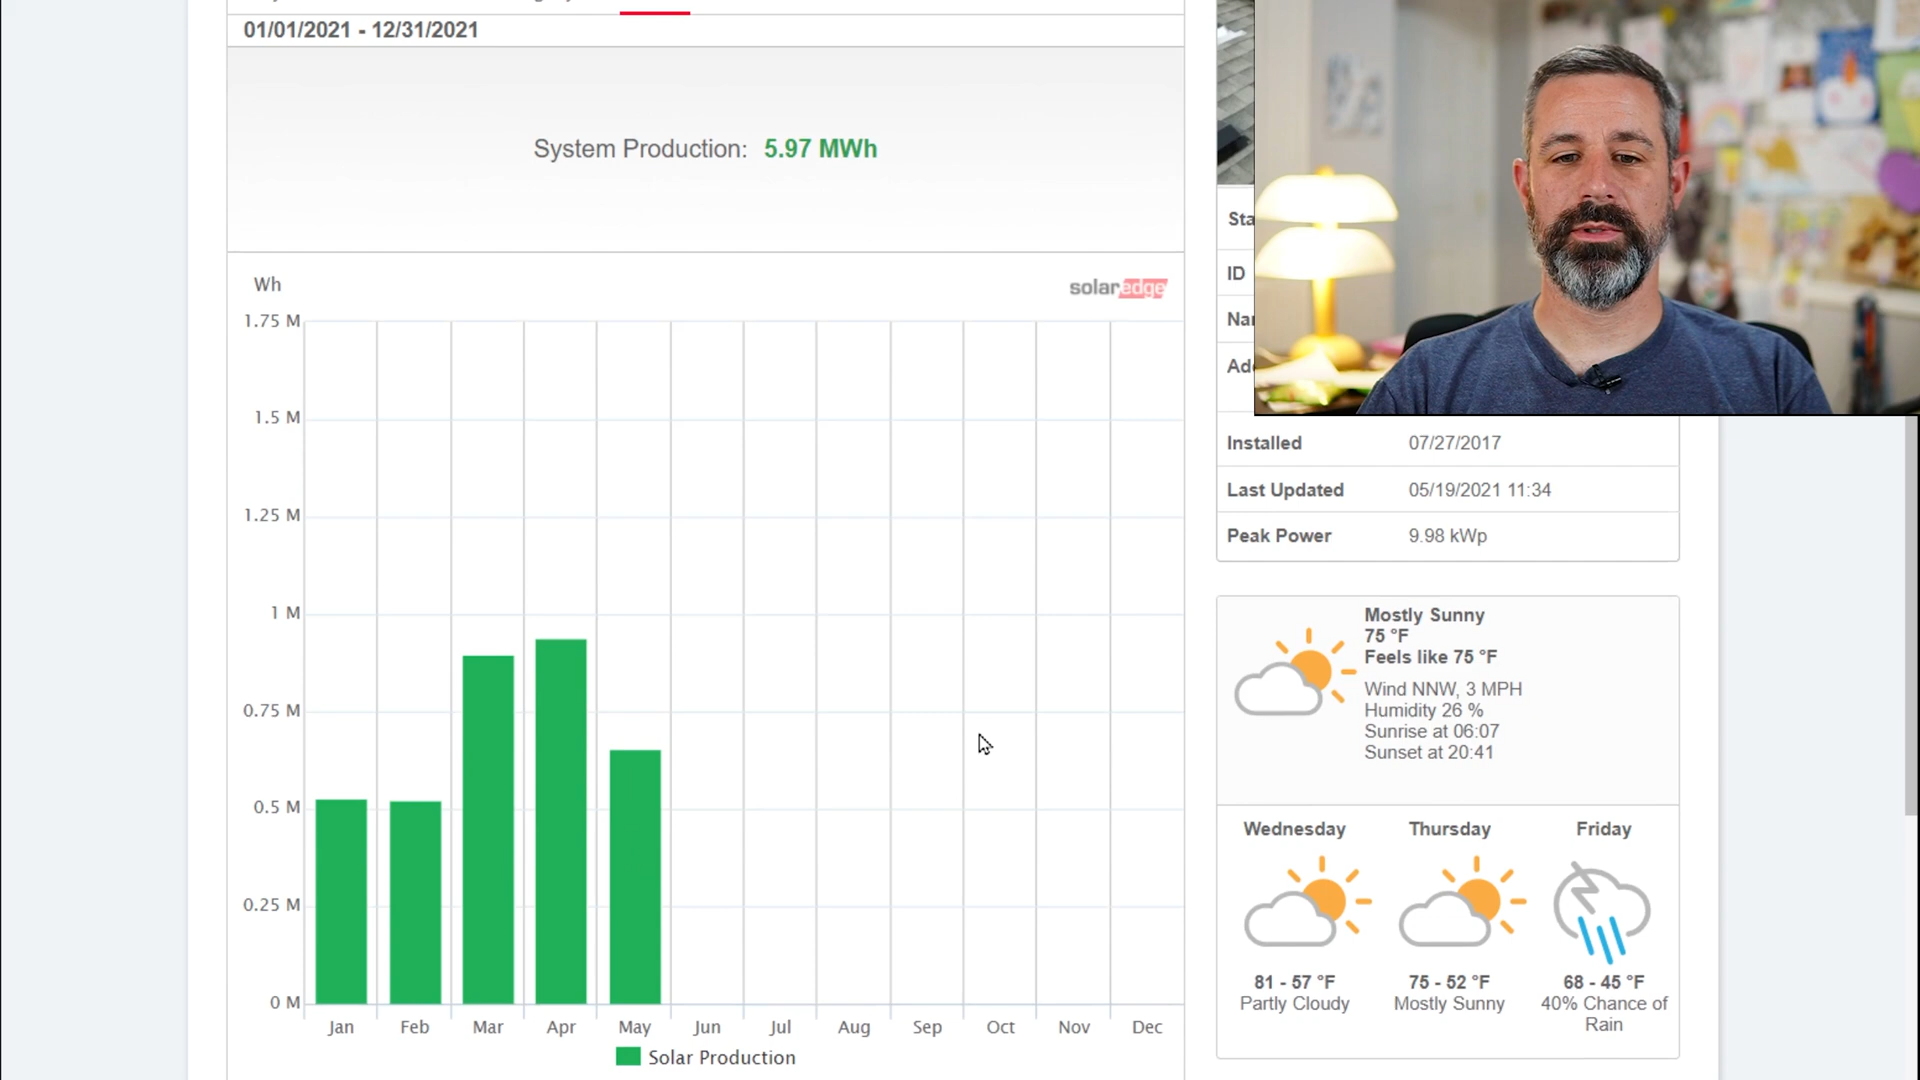 01/01/2021 - 12/31/2021
System Production: 5.97 MWh
Wh
solaredge
1.75 M
1.5 M
1.25 M
1 M
0.75 M
0.5 M
0.25 M
0 M
Jan Feb Mar Apr May Jun Jul Aug Sep Oct Nov Dec
Solar Production
Sta
ID
Nar
Add
Installed 07/27/2017
Last Updated 05/19/2021 11:34
Peak Power 9.98 kWp
Mostly Sunny
75 °F
Feels like 75 °F
Wind NNW, 3 MPH
Humidity 26 %
Sunrise at 06:07
Sunset at 20:41
Wednesday Thursday Friday
81 - 57 °F 75 - 52 °F 68 - 45 °F
Partly Cloudy Mostly Sunny 40% Chance of
Rain